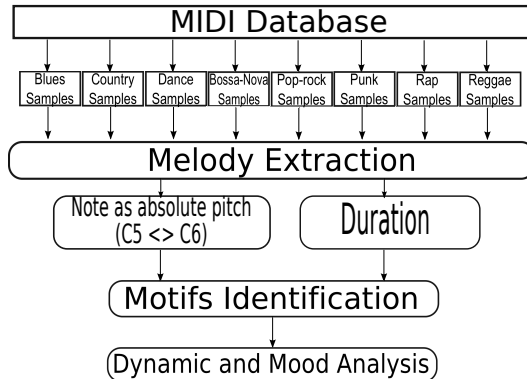 MIDI Database
Blues Samples
Country Samples
Dance Samples
Bossa-Nova Samples
Pop-rock Samples
Punk Samples
Rap Samples
Reggae Samples
Melody Extraction
Note as absolute pitch
(C5 <> C6)
Duration
Motifs Identification
Dynamic and Mood Analysis